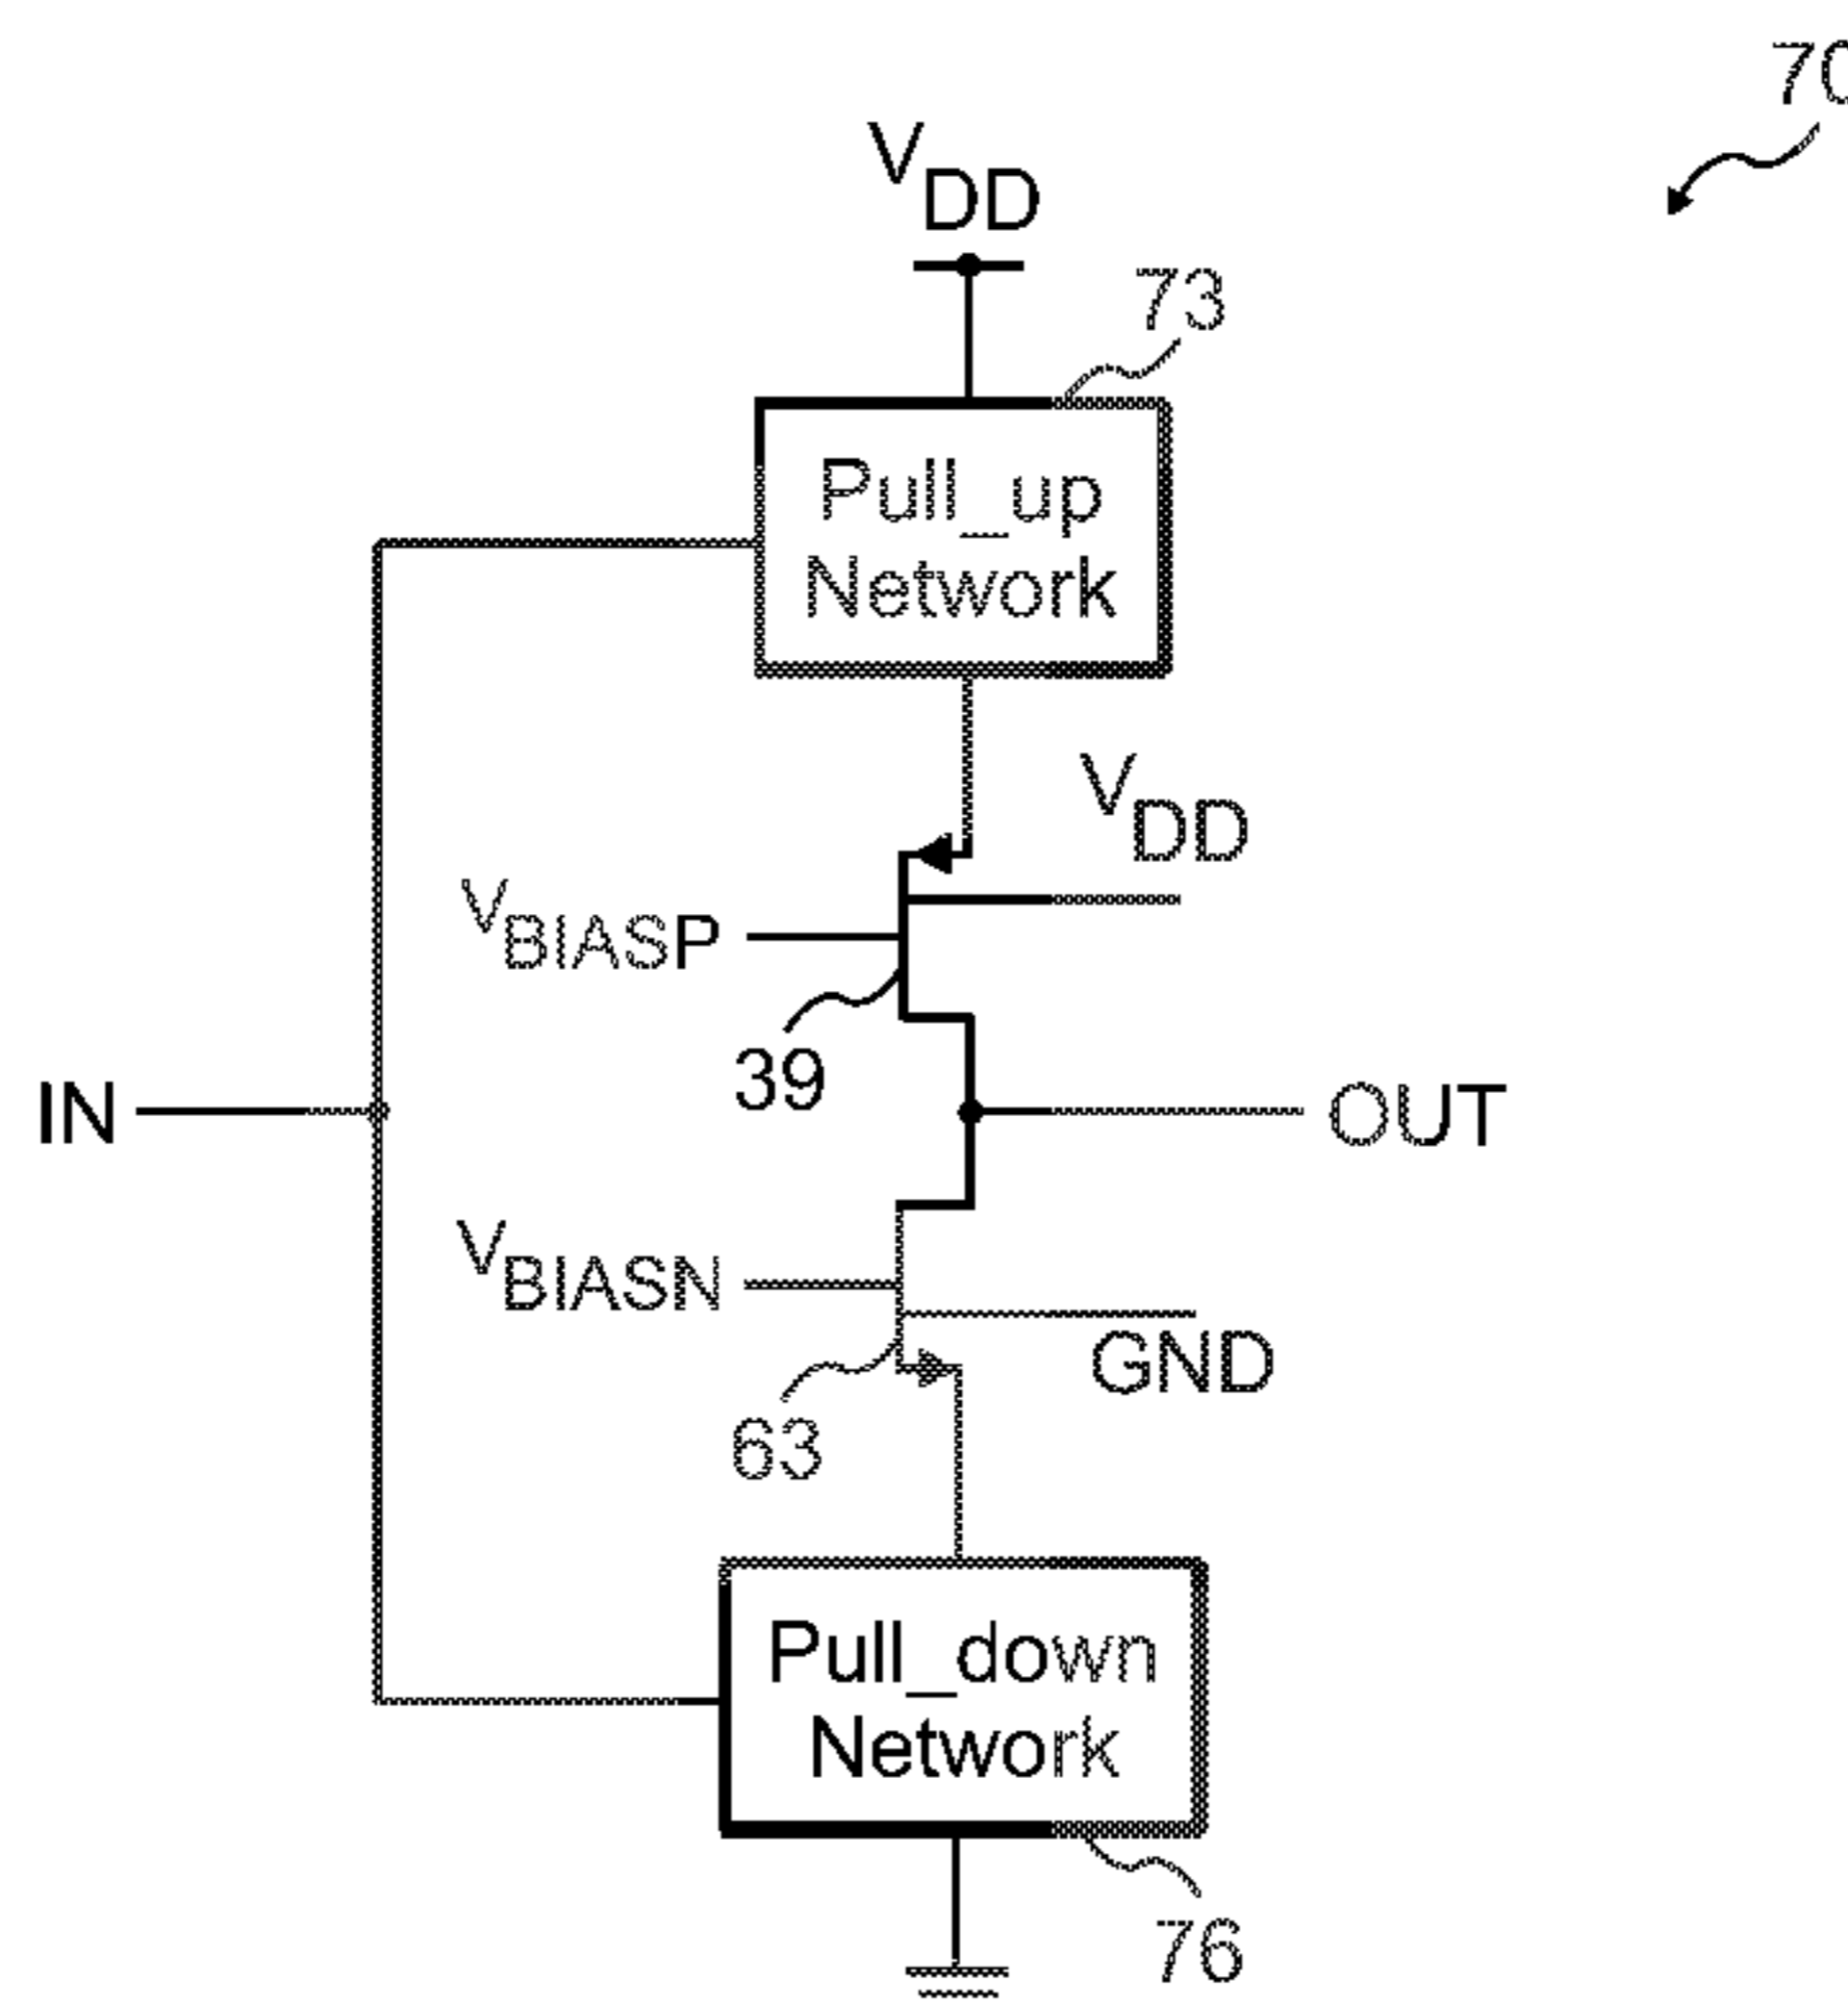 70
VDD
73
Pull_up
Network
VDD
VBIASP
39
IN
OUT
VBIASN
GND
63
Pull_down
Network
76